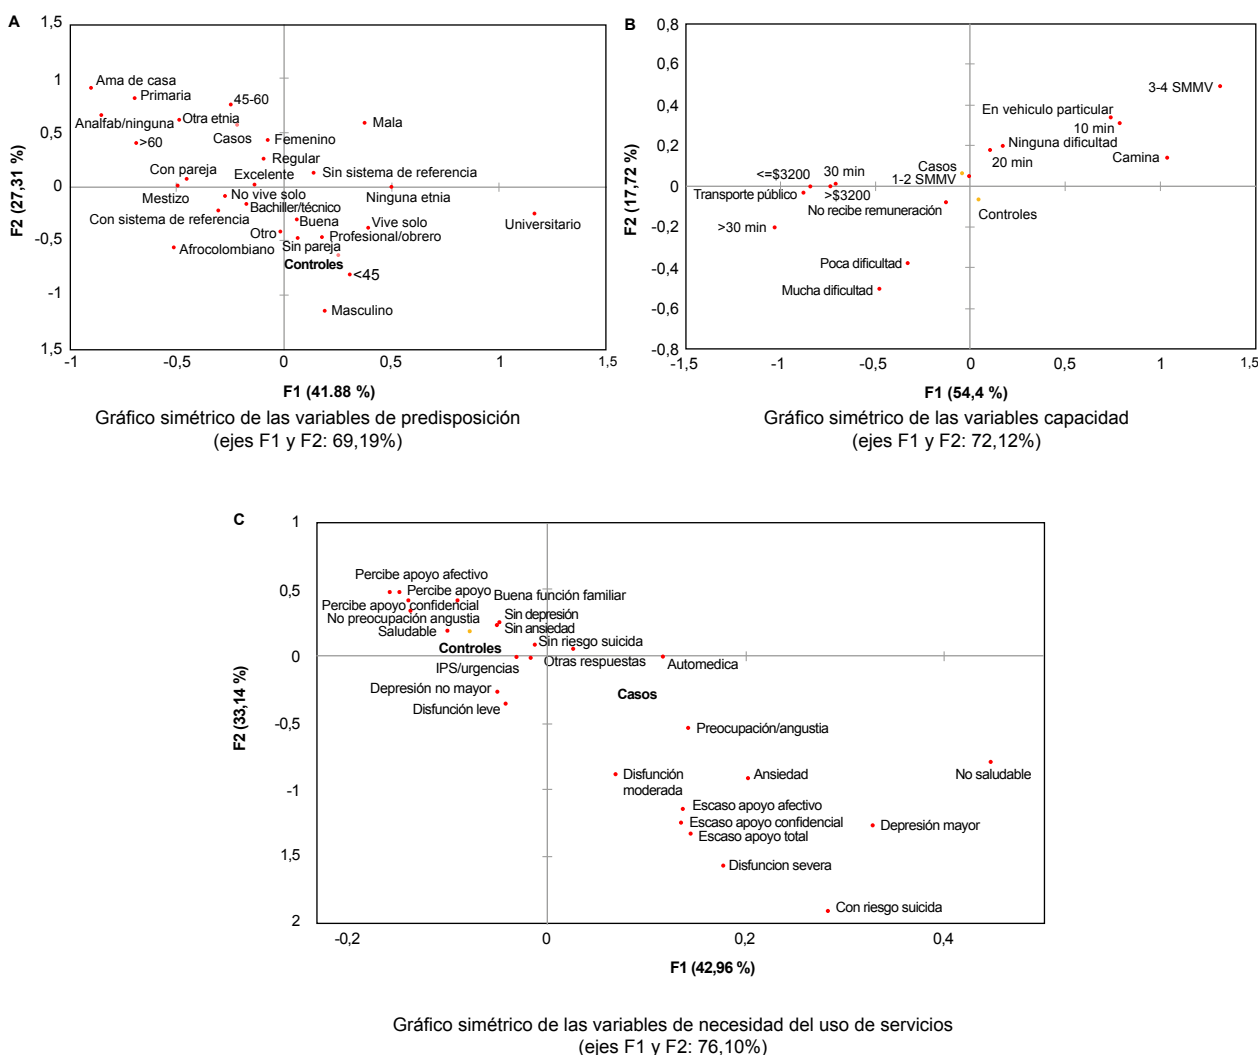 A
1,5
1
0,5
0
-0,5
-1
1,5
-1
-0,5
0
0,5
1
1,5
F2 (27,31 %)
F1 (41.88 %)
Ama de casa
Primaria
45-60
Analfab/ninguna
Otra etnia
Casos
Mala
>60
Femenino
Regular
Con pareja
Excelente
Sin sistema de referencia
Mestizo
No vive solo
Ninguna etnia
Bachiller/técnico
Con sistema de referencia
Buena
Vive solo
Universitario
Otro
Profesional/obrero
Afrocolombiano
Sin pareja
Controles
<45
Masculino
Gráfico simétrico de las variables de predisposición
(ejes F1 y F2: 69,19%)
B
0,8
0,6
0,4
0,2
0
-0,2
-0,4
-0,6
-0,8
-1,5
-1
-0,5
0
0,5
1
1,5
F2 (17,72 %)
F1 (54,4 %)
3-4 SMMV
En vehiculo particular
10 min
Ninguna dificultad
20 min
Camina
Casos
<=$3200
30 min
1-2 SMMV
Transporte público
>$3200
No recibe remuneración
Controles
>30 min
Poca dificultad
Mucha dificultad
Gráfico simétrico de las variables capacidad
(ejes F1 y F2: 72,12%)
C
1
0,5
0
-0,5
-1
1,5
2
-0,2
0
0,2
0,4
F2 (33,14 %)
F1 (42,96 %)
Percibe apoyo afectivo
Percibe apoyo
Buena función familiar
Percibe apoyo confidencial
No preocupación angustia
Sin depresión
Saludable
Sin ansiedad
Sin riesgo suicida
Controles
IPS/urgencias
Otras respuestas
Automedica
Depresión no mayor
Casos
Disfunción leve
Preocupación/angustia
Disfunción
moderada
Ansiedad
No saludable
Escaso apoyo afectivo
Escaso apoyo confidencial
Escaso apoyo total
Depresión mayor
Disfuncion severa
Con riesgo suicida
Gráfico simétrico de las variables de necesidad del uso de servicios
(ejes F1 y F2: 76,10%)